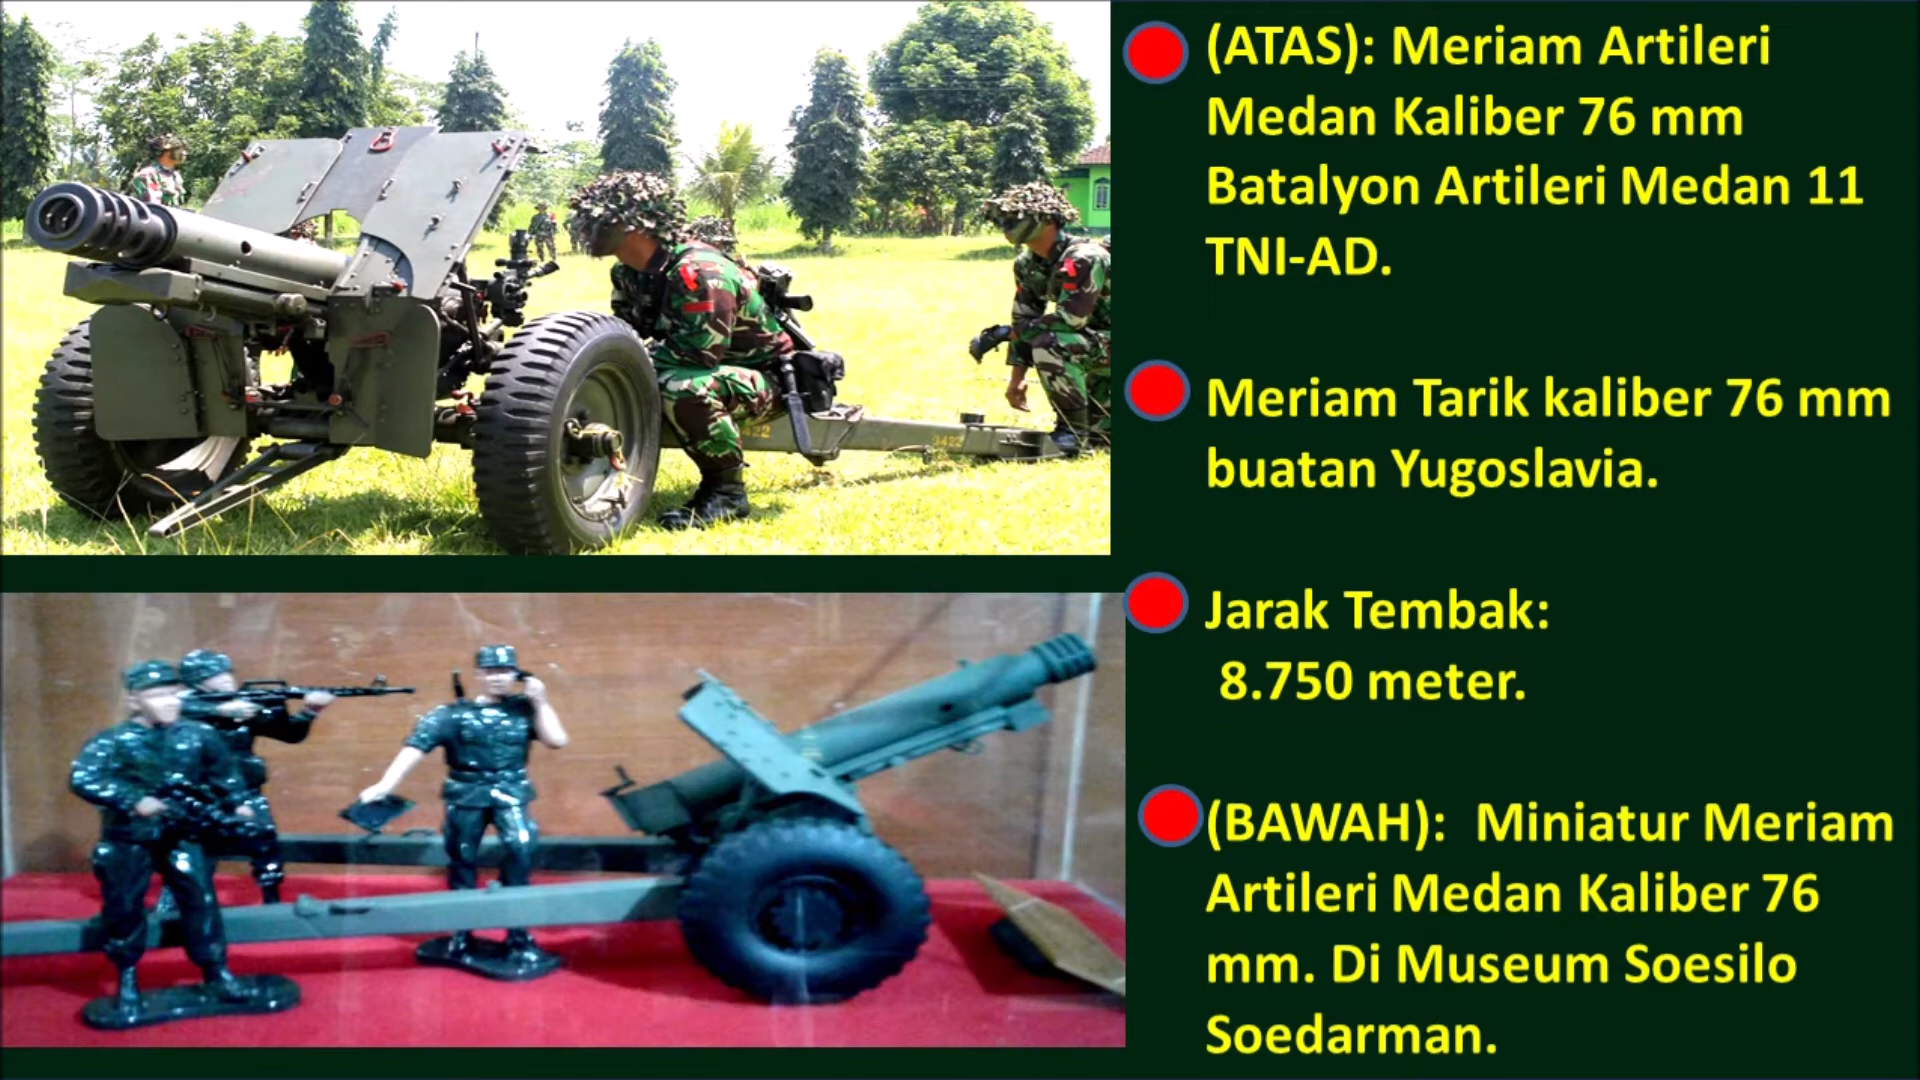 (ATAS): Meriam Artileri
Medan Kaliber 76 mm
Batalyon Artileri Medan 11
TNI-AD.
Meriam Tarik kaliber 76 mm
buatan Yugoslavia.
Jarak Tembak:
8.750 meter.
(BAWAH): Miniatur Meriam
Artileri Medan Kaliber 76
mm. Di Museum Soesilo
Soedarman.